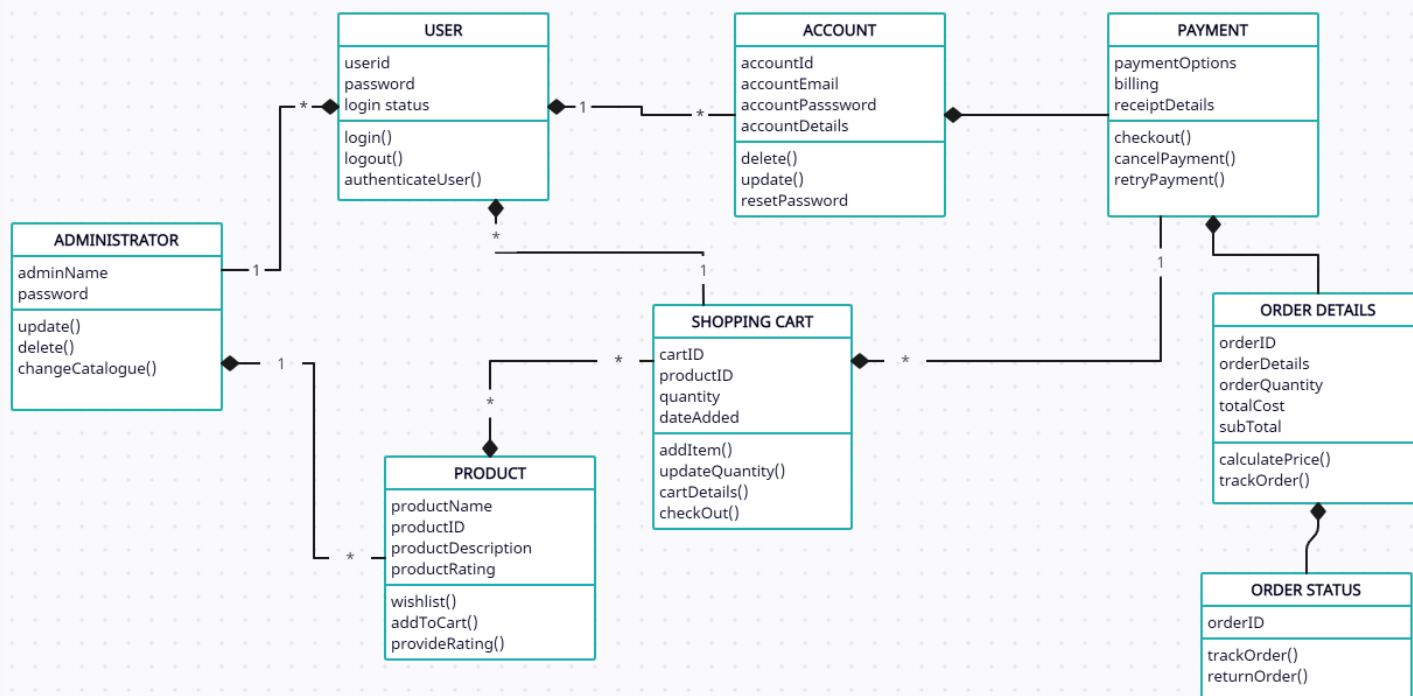 USER
userid
password
login status
login()
logout()
authenticateUser()
ACCOUNT
accountId
accountEmail
accountPasssword
accountDetails
delete()
update()
resetPassword
PAYMENT
paymentOptions
billing
receiptDetails
checkout()
cancelPayment()
retryPayment()
*
1
*
ADMINISTRATOR
adminName
password
update()
delete()
changeCatalogue()
1
*
1
1
SHOPPING CART
cartID
productID
quantity
dateAdded
addItem()
updateQuantity()
cartDetails()
checkOut()
ORDER DETAILS
orderID
orderDetails
orderQuantity
totalCost
subTotal
calculatePrice()
trackOrder()
1
*
*
*
*
PRODUCT
productName
productID
productDescription
productRating
wishlist()
addToCart()
provideRating()
ORDER STATUS
orderID
trackOrder()
returnOrder()